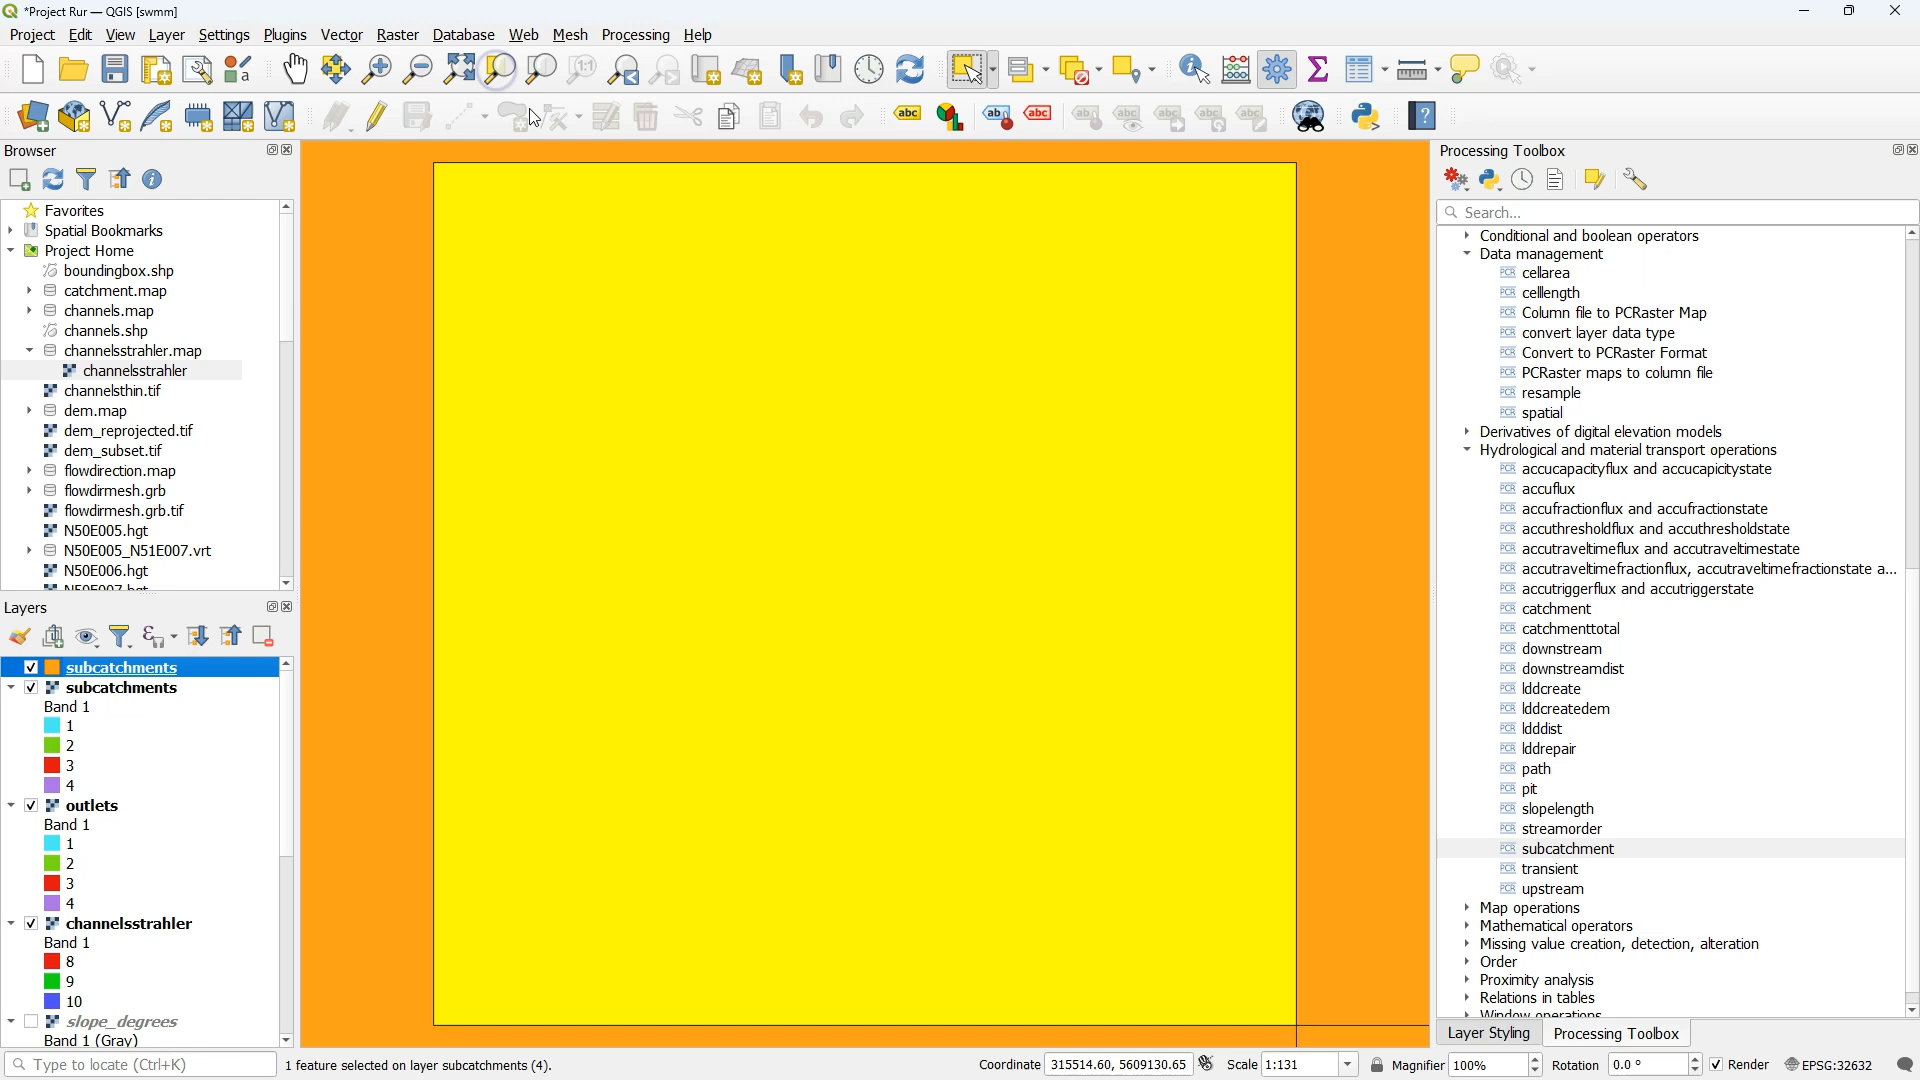 *Project Rur — QGIS [swmm]
Project Edit View Layer Settings Plugins Vector Raster Database Web Mesh Processing Help
Browser
Favorites
Spatial Bookmarks
Project Home
boundingbox.shp
catchment.map
channels.map
channels.shp
channelsstrahler.map
channelsstrahler
channelsthin.tif
dem.map
dem_reprojected.tif
dem_subset.tif
flowdirection.map
flowdirmesh.grb
flowdirmesh.grb.tif
N50E005.hgt
N50E005_N51E007.vrt
N50E006.hgt
N50E007.hgt
Layers
subcatchments
subcatchments
Band 1
1
2
3
4
outlets
Band 1
1
2
3
4
channelsstrahler
Band 1
8
9
10
slope_degrees
Band 1 (Gray)
Processing Toolbox
Search...
Conditional and boolean operators
Data management
cellarea
celllength
Column file to PCRaster Map
convert layer data type
Convert to PCRaster Format
PCRaster maps to column file
resample
spatial
Derivatives of digital elevation models
Hydrological and material transport operations
accucapacityflux and accucapicitystate
accuflux
accufractionflux and accufractionstate
accuthresholdflux and accuthresholdstate
accutraveltimeflux and accutraveltimestate
accutraveltimefractionflux, accutraveltimefractionstate a...
accutriggerflux and accutriggerstate
catchment
catchmenttotal
downstream
downstreamdist
lddcreate
lddcreatedem
ldddist
lddrepair
path
pit
slopelength
streamorder
subcatchment
transient
upstream
Map operations
Mathematical operators
Missing value creation, detection, alteration
Order
Proximity analysis
Relations in tables
Window operations
Layer Styling Processing Toolbox
Type to locate (Ctrl+K) 1 feature selected on layer subcatchments (4). Coordinate 315514.60, 5609130.65 Scale 1:131 Magnifier 100% Rotation 0.0 ° Render EPSG:32632